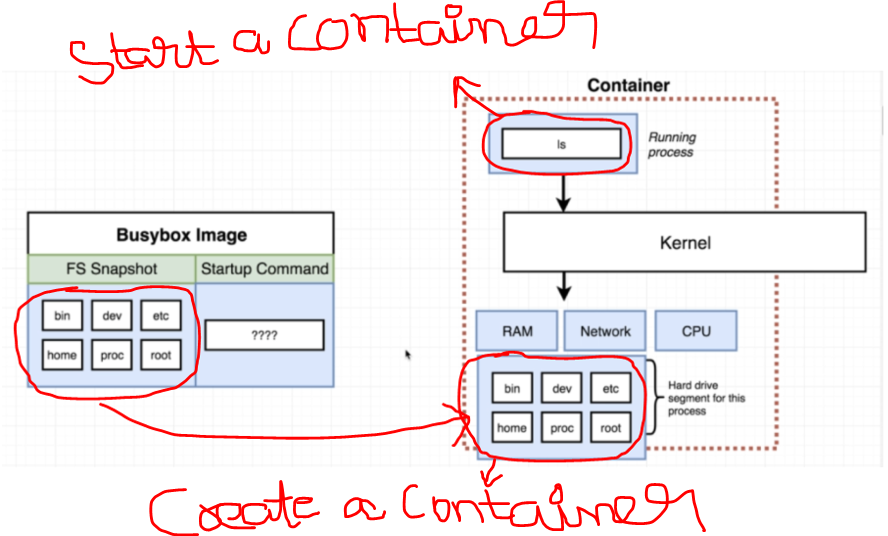 Start a container
Container
ls
Running
process
Busybox Image
Kernel
FS Snapshot
Startup Command
bin
dev
etc
????
home
proc
root
RAM
Network
CPU
bin
dev
etc
Hard drive
segment for this
process
home
proc
root
Create a container